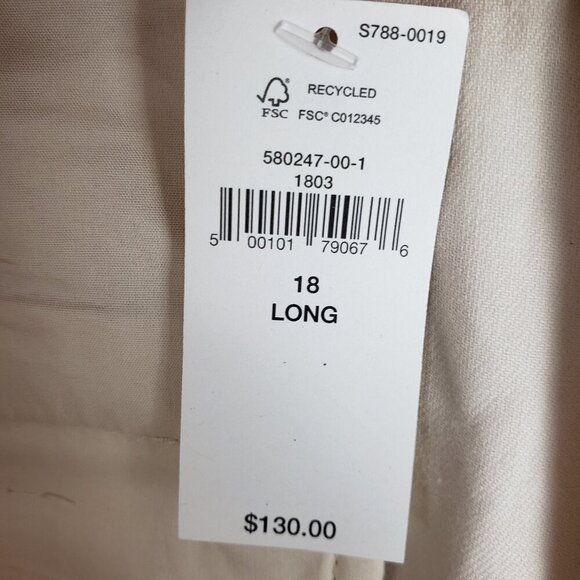 S788-0019
RECYCLED
FSC FSC® C012345
580247-00-1
1803
5 00101 79067 6
18
LONG
$130.00